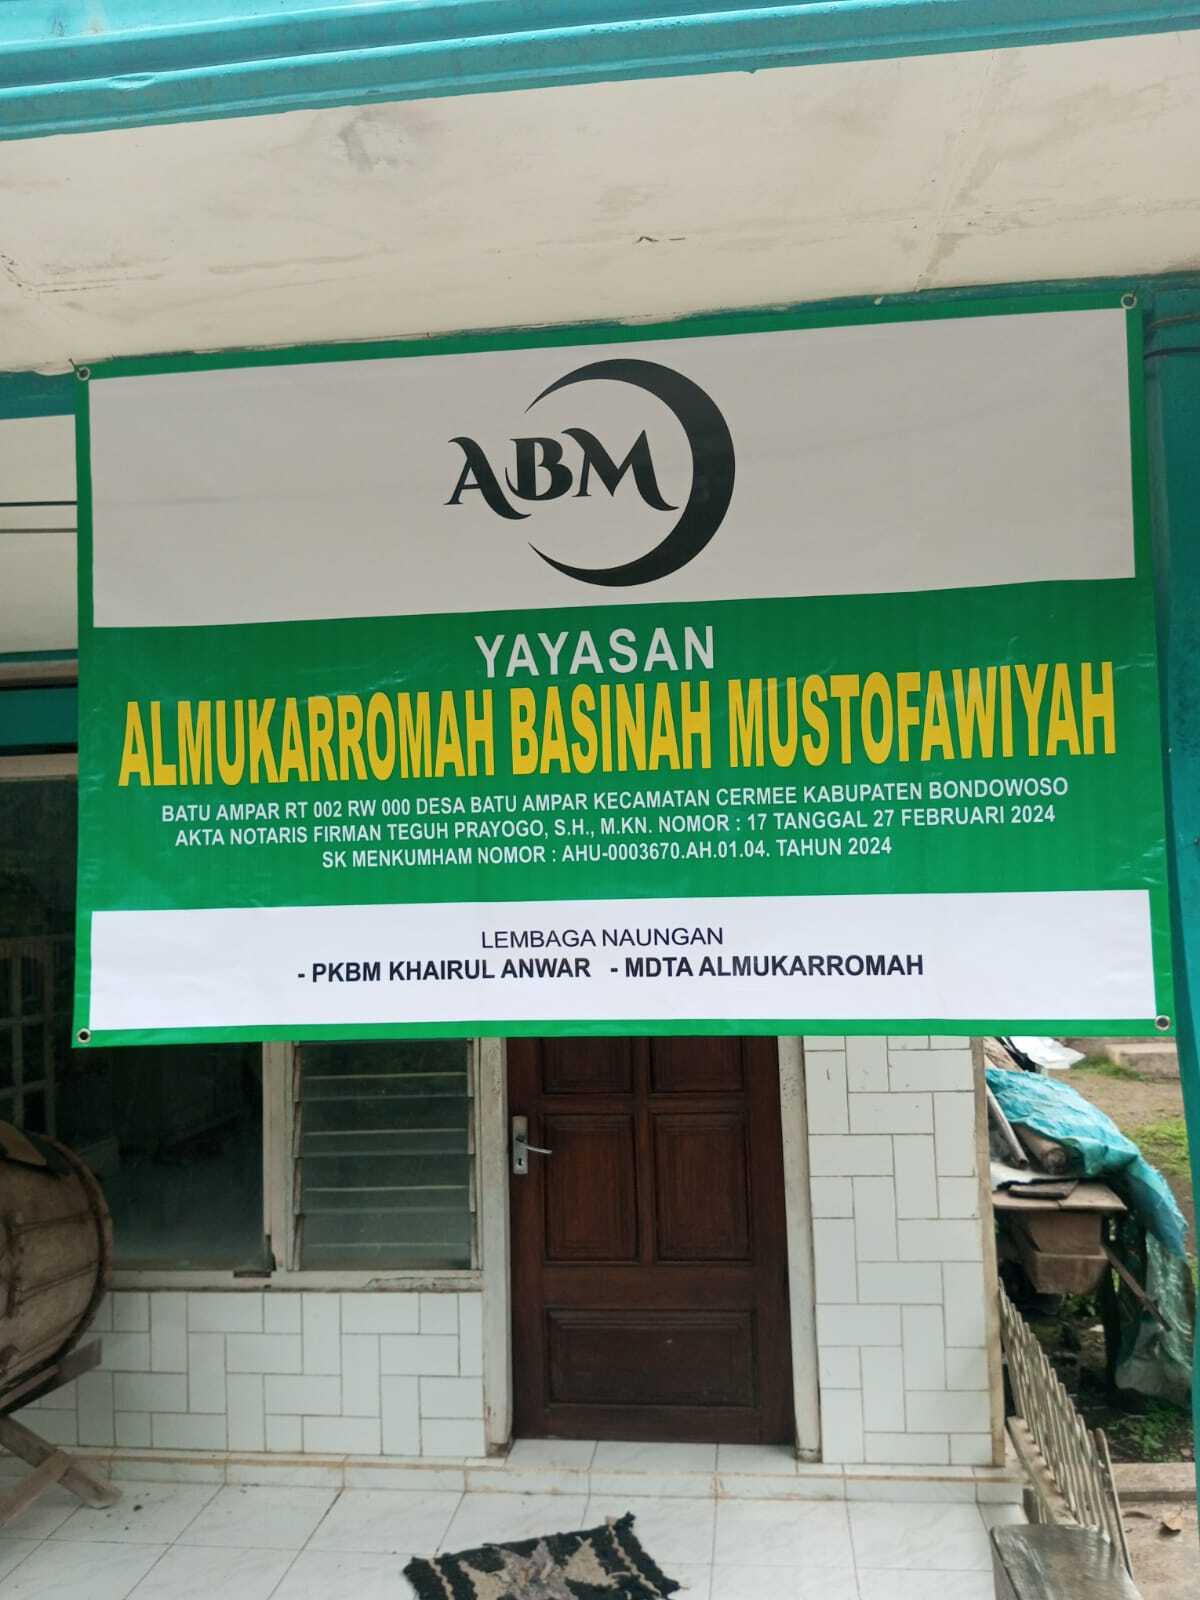 ABM
YAYASAN
ALMUKARROMAH BASINAH MUSTOFAWIYAH
BATU AMPAR RT 002 RW 000 DESA BATU AMPAR KECAMATAN CERMEE KABUPATEN BONDOWOSO
AKTA NOTARIS FIRMAN TEGUH PRAYOGO, S.H., M.KN. NOMOR : 17 TANGGAL 27 FEBRUARI 2024
SK MENKUMHAM NOMOR : AHU-0003670.AH.01.04. TAHUN 2024
LEMBAGA NAUNGAN
- PKBM KHAIRUL ANWAR - MDTA ALMUKARROMAH